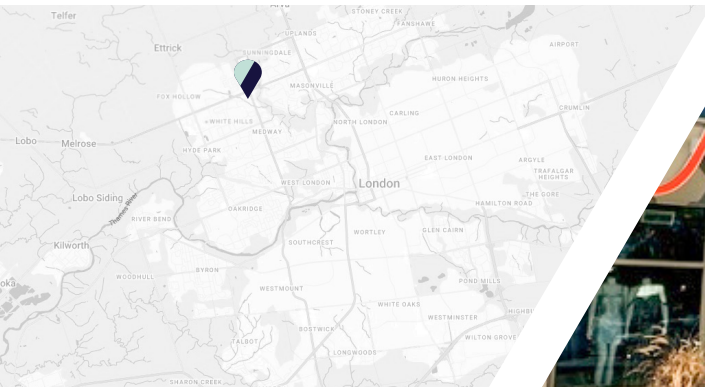 STONEY CREEK
Telfer
UPLANDS
FANSHAWE
Ettrick
SUNNINGDALE
AIRPORT
HURON HEIGHTS
MASONVILLE
FOX HOLLOW
CRUMLIN
CARLING
WHITE HILLS
NORTH LONDON
MEDWAY
Lobo
Melrose
HYDE PARK
EAST LONDON
ARGYLE
TRAFALGAR
HEIGHTS
WEST LONDON
London
THE GORE
Lobo Siding
HAMILTON ROAD
Thames River
OAKRIDGE
RIVER BEND
GLEN CAIRN
WORTLEY
Kilworth
SOUTHCREST
BYRON
WOODHULL
POND MILLS
WESTMOUNT
WHITE OAKS
WESTMINSTER
BOSTWICK
WILTON GROVE
TALBOT
LONGWOODS
SHARON CREEK